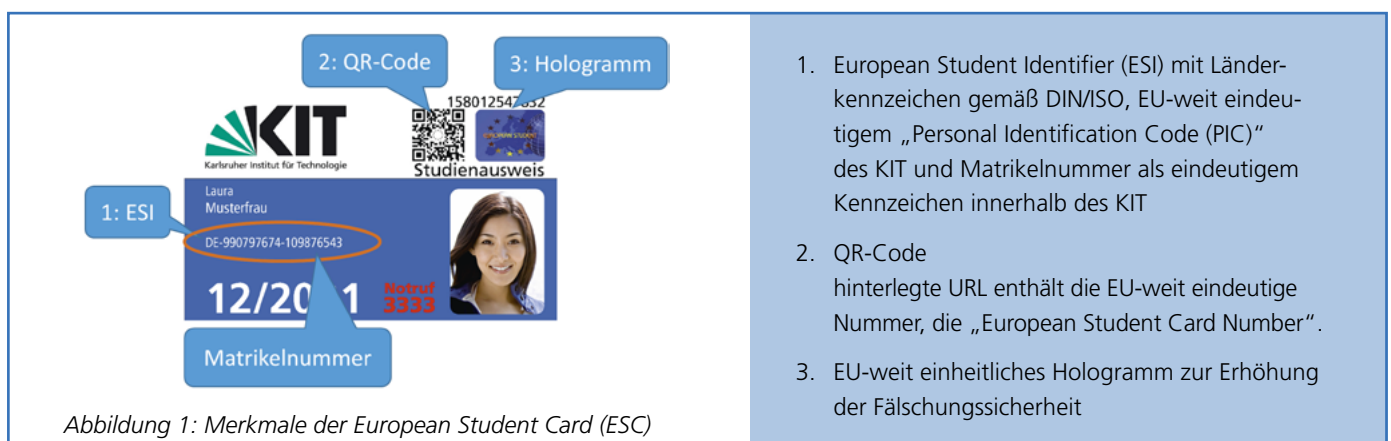 2: QR-Code
3: Hologramm
158012547632
KIT
Karlsruher Institut für Technologie
Studienausweis
Laura
Musterfrau
1: ESI
DE-990797674-109876543
Notruf
3333
Matrikelnummer
Abbildung 1: Merkmale der European Student Card (ESC)
1. European Student Identifier (ESI) mit Länder-
kennzeichen gemäß DIN/ISO, EU-weit eindeu-
tigem „Personal Identification Code (PIC)“
des KIT und Matrikelnummer als eindeutigem
Kennzeichen innerhalb des KIT
2. QR-Code
hinterlegte URL enthält die EU-weit eindeutige
Nummer, die „European Student Card Number“.
3. EU-weit einheitliches Hologramm zur Erhöhung
der Fälschungssicherheit